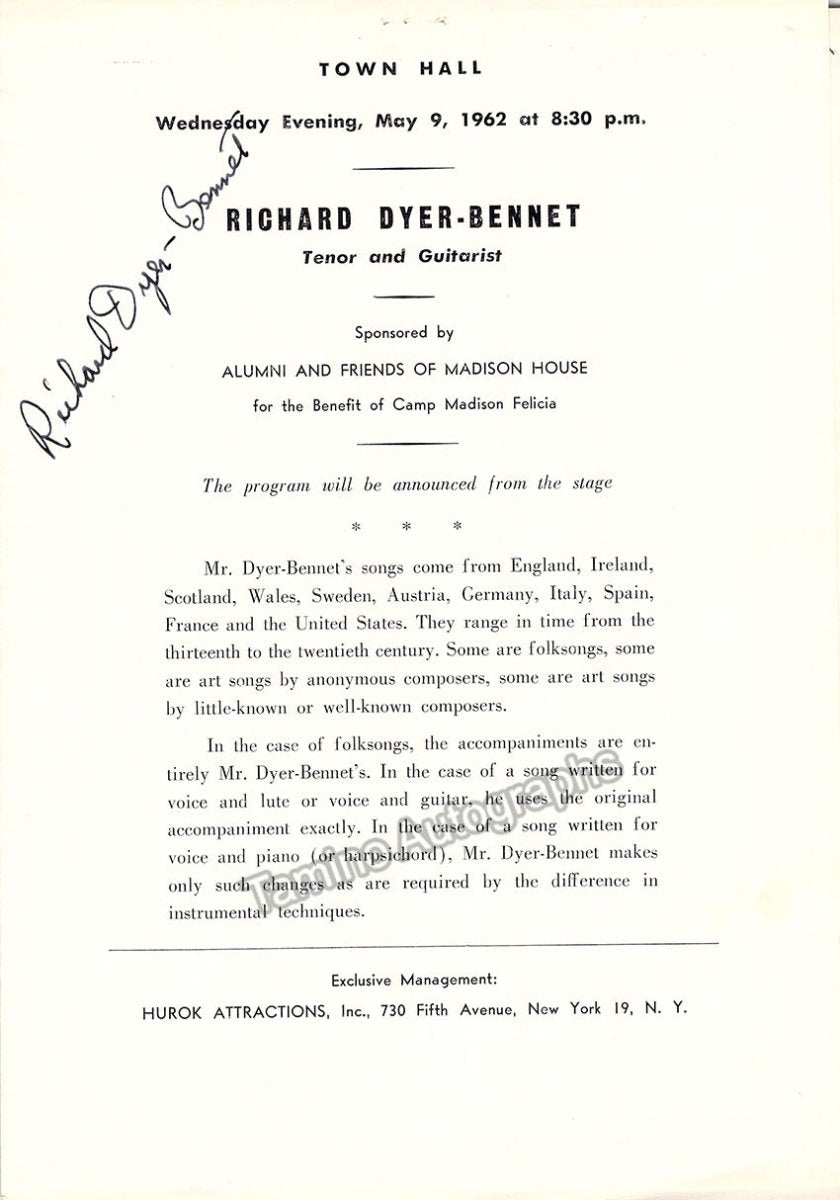 TOWN HALL
Wednesday Evening, May 9, 1962 at 8:30 p.m.
Richard Dyer-Bennet
RICHARD DYER-BENNET
Tenor and Guitarist
Sponsored by
ALUMNI AND FRIENDS OF MADISON HOUSE
for the Benefit of Camp Madison Felicia
The program will be announced from the stage
* * *
Mr. Dyer-Bennet's songs come from England, Ireland,
Scotland, Wales, Sweden, Austria, Germany, Italy, Spain,
France and the United States. They range in time from the
thirteenth to the twentieth century. Some are folksongs, some
are art songs by anonymous composers, some are art songs
by little-known or well-known composers.
In the case of folksongs, the accompaniments are en-
tirely Mr. Dyer-Bennet's. In the case of a song written for
voice and lute or voice and guitar, he uses the original
accompaniment exactly. In the case of a song written for
voice and piano (or harpsichord), Mr. Dyer-Bennet makes
only such changes as are required by the difference in
instrumental techniques.
Tamino Autographs
Exclusive Management:
HUROK ATTRACTIONS, Inc., 730 Fifth Avenue, New York 19, N. Y.